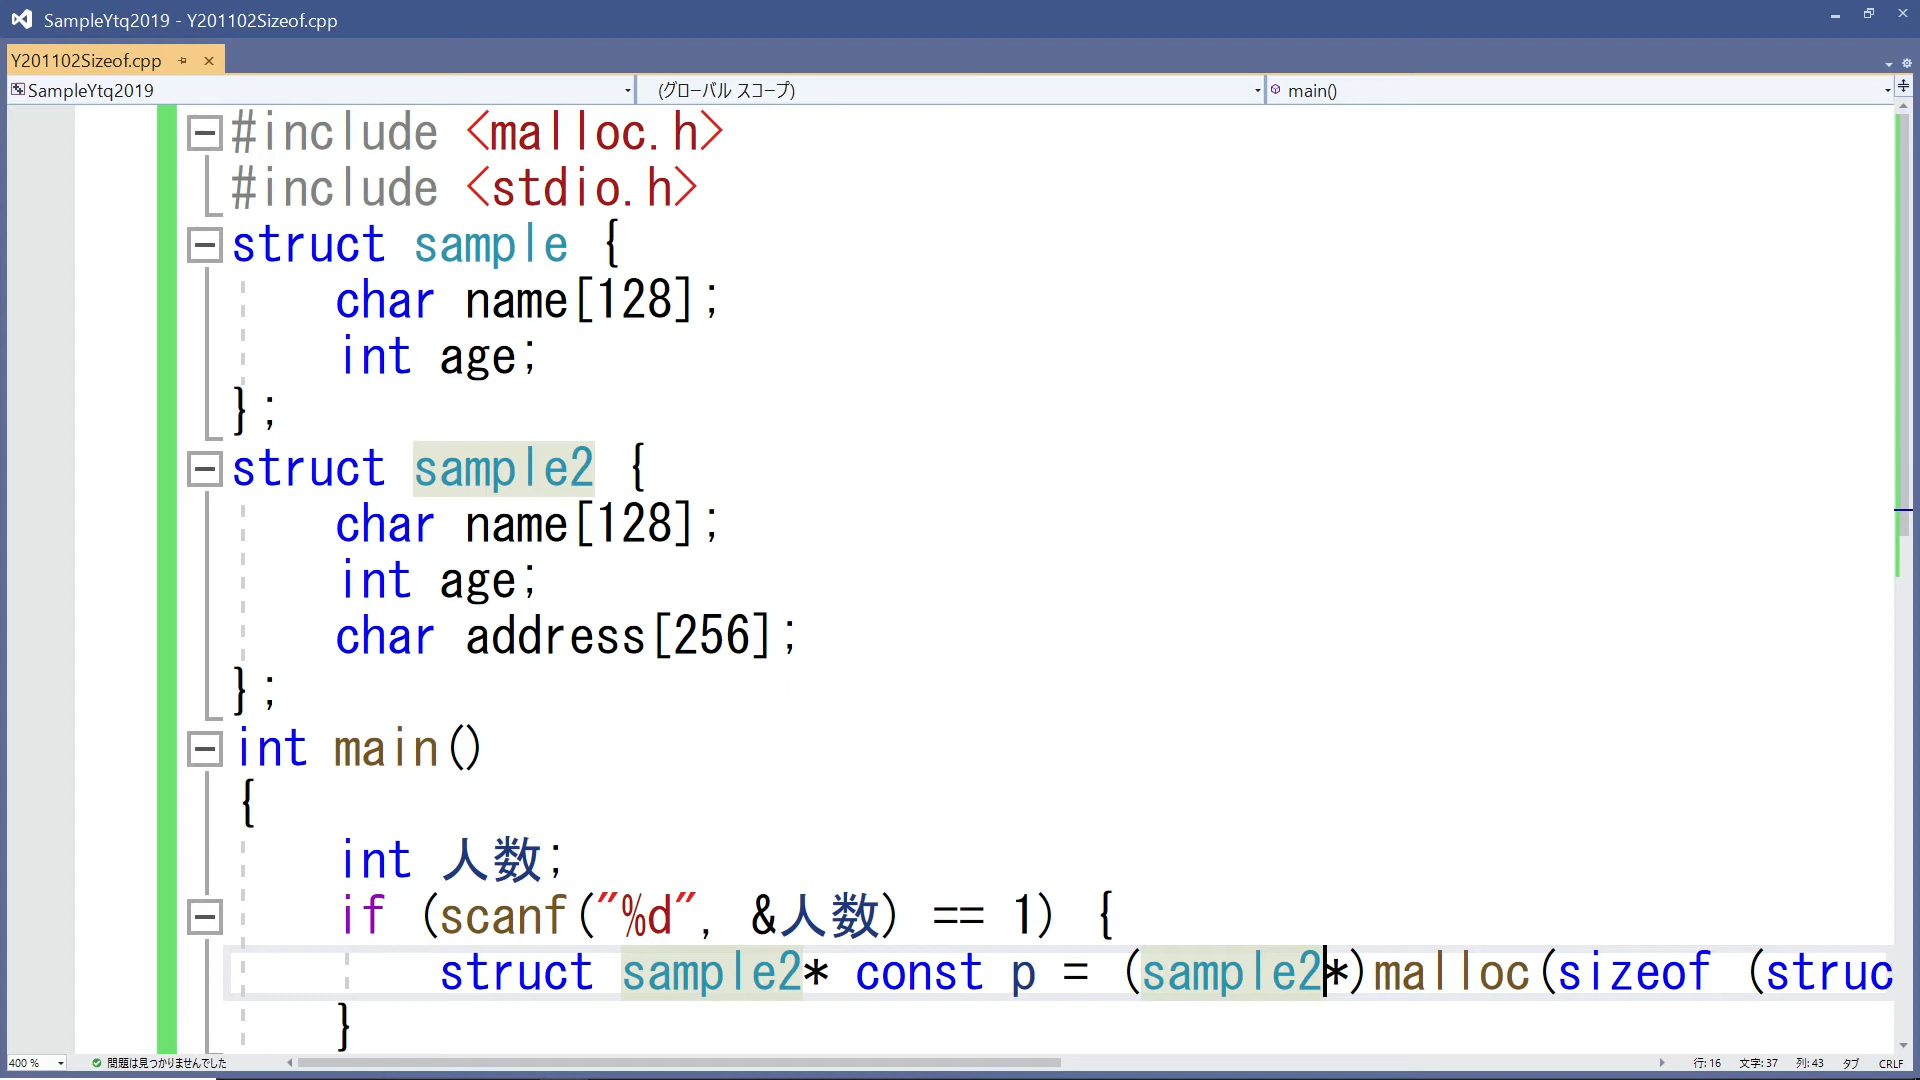 SampleYtq2019 - Y201102Sizeof.cpp
Y201102Sizeof.cpp
SampleYtq2019
(グローバル スコープ)
main()
#include <malloc.h>
#include <stdio.h>
struct sample {
    char name[128];
    int age;
};
struct sample2 {
    char name[128];
    int age;
    char address[256];
};
int main()
{
    int 人数;
    if (scanf("%d", &人数) == 1) {
        struct sample2* const p = (sample2*)malloc(sizeof (struc
    }
400 %
問題は見つかりませんでした
行: 16
文字: 37
列: 43
タブ
CRLF